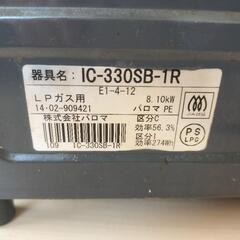 器具名：IC-330SB-1R
E1-4-12
LPガス用 8.10kW
14・02-909421 パロマ PE
株式会社パロマ 区分C
効率56.3%
区分I
109 IC-330SB-1R 効率274Wh
PS
LPG